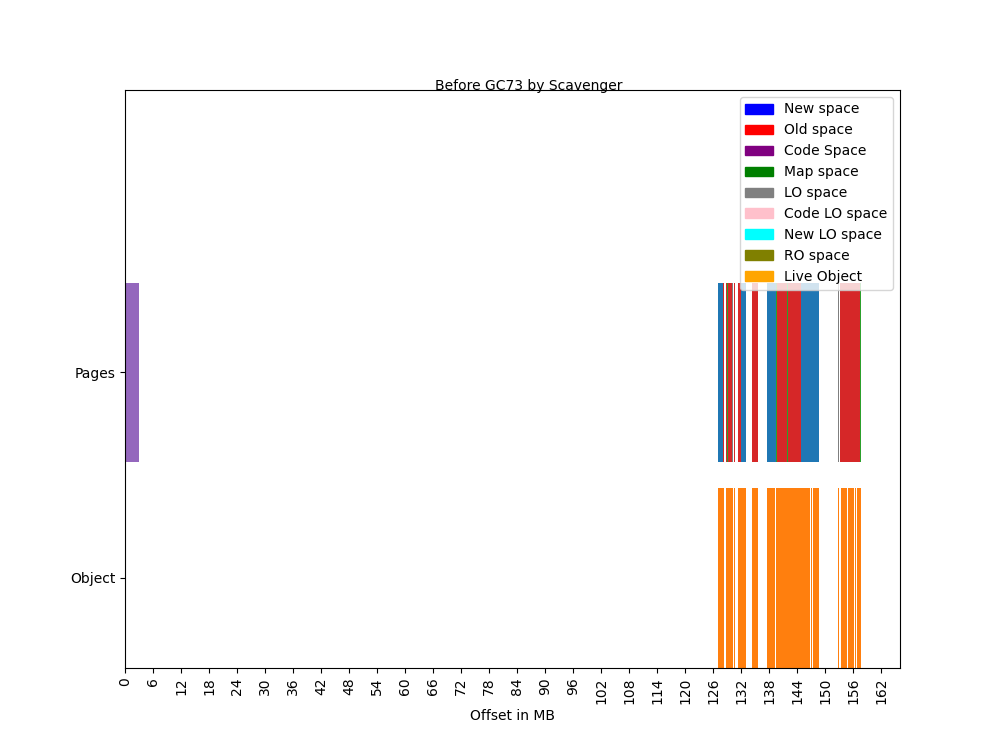 Before GC73 by Scavenger
New space
Old space
Code Space
Map space
LO space
Code LO space
New LO space
RO space
Live Object
Pages
Object
0 6 12 18 24 30 36 42 48 54 60 66 72 78 84 90 96 102 108 114 120 126 132 138 144 150 156 162
Offset in MB